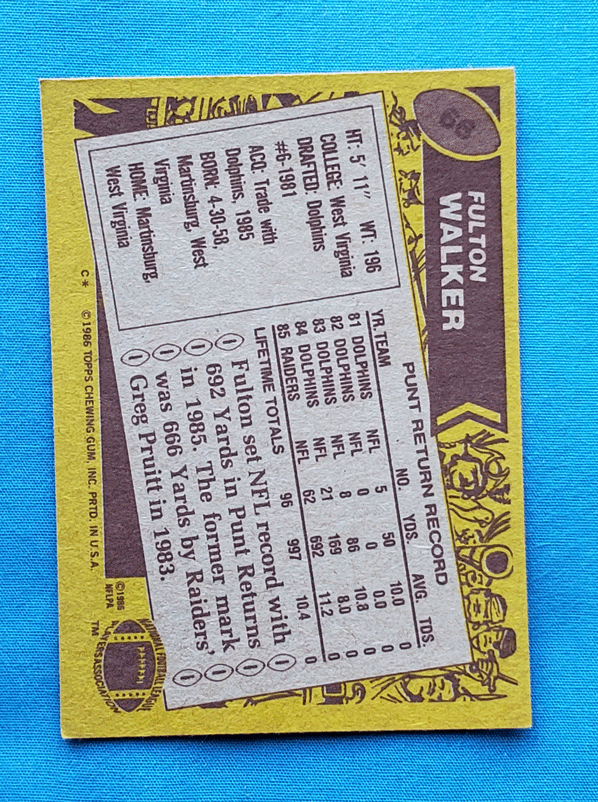 FULTON
WALKER
HT: 5' 11" WT: 196
COLLEGE: West Virginia
DRAFTED: Dolphins
#6-1981
ACQ: Trade with
Dolphins, 1985
BORN: 4-30-58,
Martinsburg, West
Virginia
HOME: Martinsburg,
West Virginia
PUNT RETURN RECORD
YR. TEAM NO. YDS. AVG. TDS.
81 DOLPHINS NFL 5 50 10.0 0
82 DOLPHINS NFL 0 0 0.0 0
83 DOLPHINS NFL 8 86 10.8 0
84 DOLPHINS NFL 21 169 8.0 0
85 RAIDERS NFL 62 692 11.2 0
LIFETIME TOTALS 96 997 10.4 0
Fulton set NFL record with
692 Yards in Punt Returns
in 1985. The former mark
was 666 Yards by Raiders'
Greg Pruitt in 1983.
C* ©1986 TOPPS CHEWING GUM, INC. PRTD. IN U.S.A.
©1986
NFLPA
TM
NATIONAL FOOTBALL LEAGUE
PLAYERS ASSOCIATION